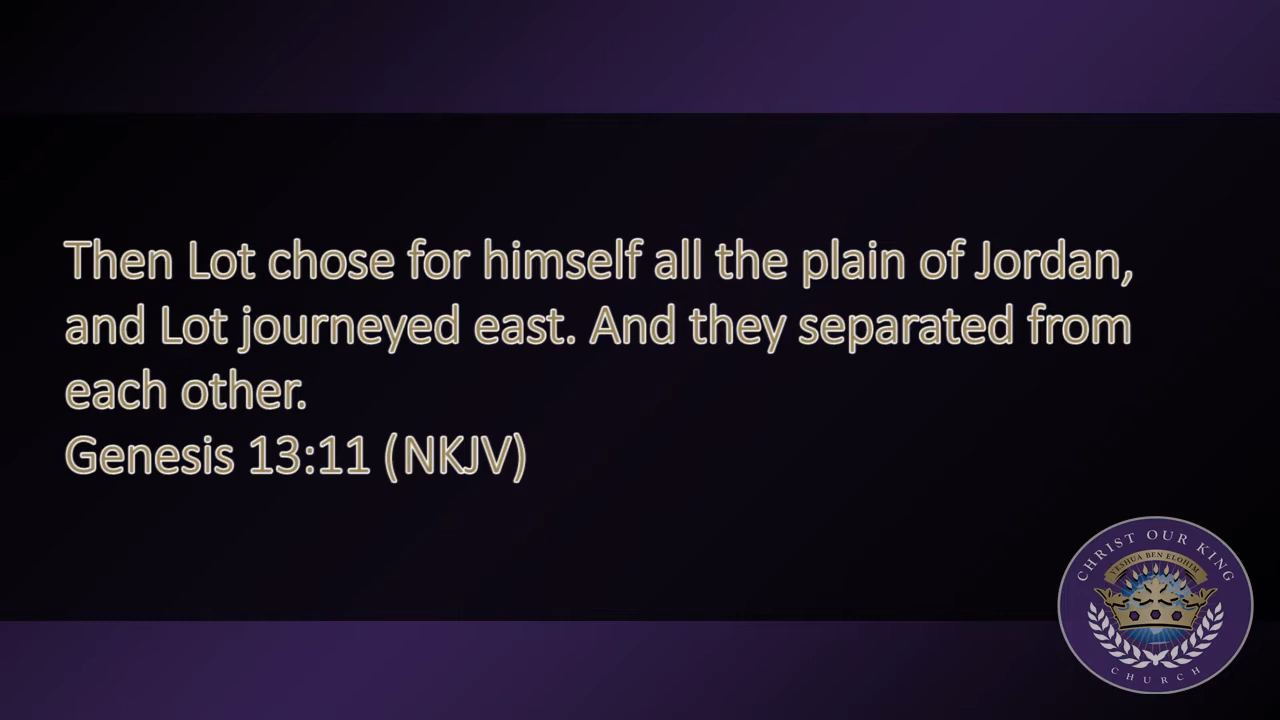 Then Lot chose for himself all the plain of Jordan,
and Lot journeyed east. And they separated from
each other.
Genesis 13:11 (NKJV)
CHRIST OUR KING
YESHUA BEN ELOHIM
CHURCH